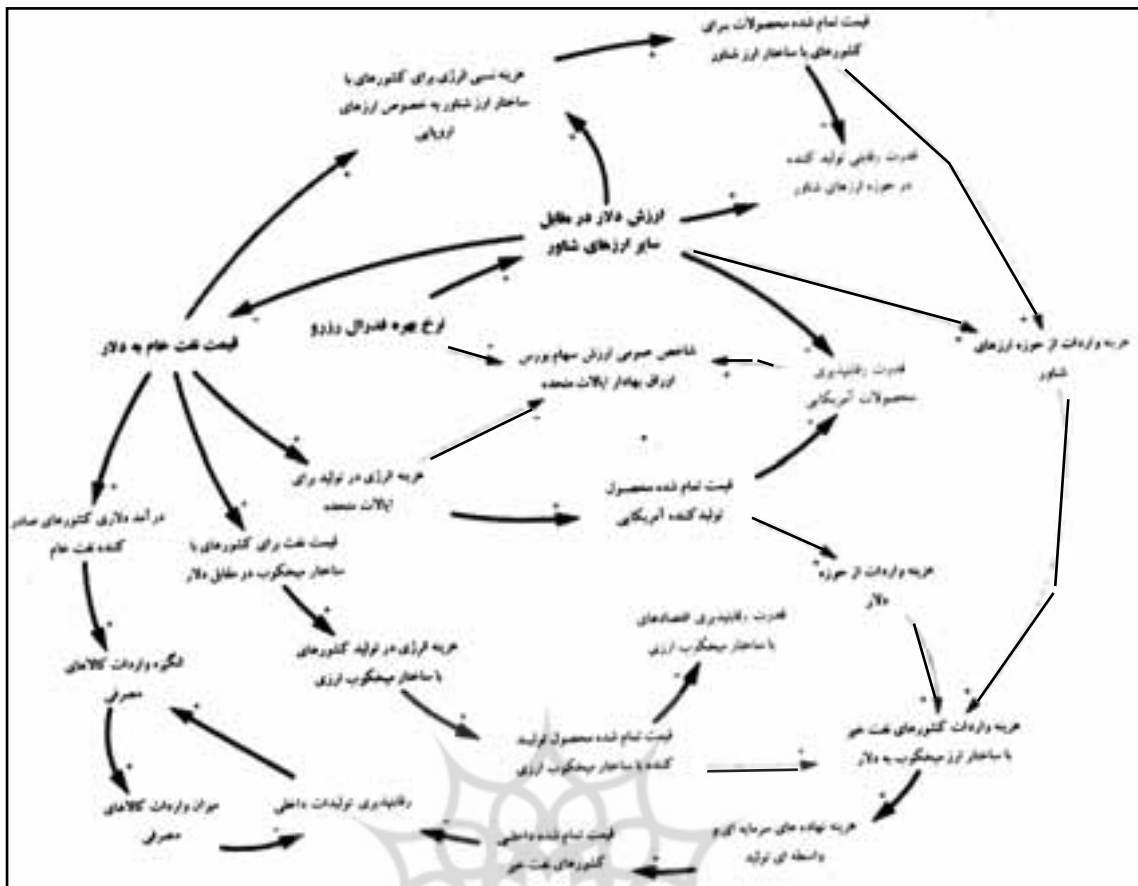 قیمت تمام شده محصولات برای
کشورهای با ساختار ارز شناور
هزینه نسبی انرژی برای کشورهای با
ساختار ارز شناور به خصوص ارزهای
اروپایی
قدرت رقابتی تولید کننده
در حوزه ارزهای شناور
ارزش دلار در مقابل
سایر ارزهای شناور
نرخ بهره فدرال رزرو
قیمت نفت خام به دلار
شاخص عمومی ارزش سهام بورس
اوراق بهادار ایالات متحده
قدرت رقابتپذیری
محصولات آمریکایی
هزینه واردات از حوزه ارزهای
شناور
هزینه انرژی در تولید برای
ایالات متحده
قیمت تمام شده محصول
تولید کننده آمریکایی
درآمد دلاری کشورهای صادر
کننده نفت خام
قیمت نفت برای کشورهای با
ساختار میخکوب در مقابل دلار
هزینه واردات از حوزه
دلار
قدرت رقابتپذیری اقتصادهای
با ساختار میخکوب ارزی
هزینه انرژی در تولید کشورهای
با ساختار میخکوب ارزی
انگیزه واردات کالاهای
مصرفی
قیمت تمام شده محصول تولید
کننده با ساختار میخکوب ارزی
هزینه واردات کشورهای نفت خیز
با ساختار ارز میخکوب به دلار
میزان واردات کالاهای
مصرفی
رقابتپذیری تولیدات داخلی
قیمت تمام شده داخلی
کشورهای نفت خیز
هزینه نهاده های سرمایه ای و
واسطه ای تولید